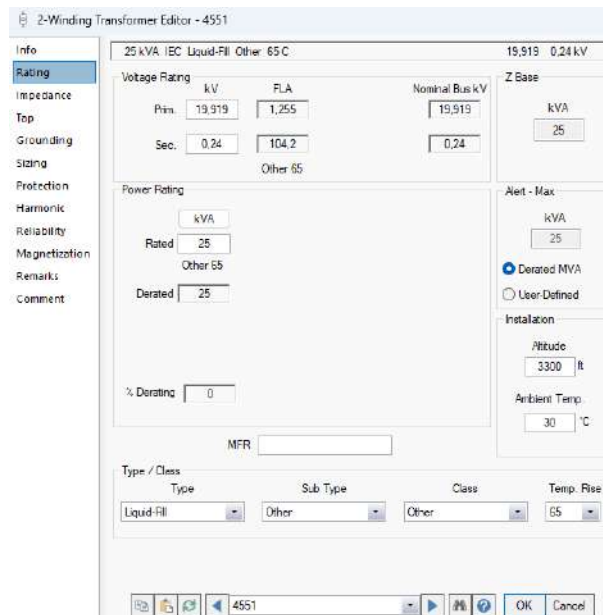 2-Winding Transformer Editor - 4551
Info
Rating
Impedance
Tap
Grounding
Sizing
Protection
Harmonic
Reliability
Magnetization
Remarks
Comment
25 kVA IEC Liquid-Fill Other 65 C 19,919 0,24 kV
Voltage Rating
kV FLA Nominal Bus kV
Prim. 19,919 1,255 19,919
Sec. 0,24 104,2 0,24
Other 65
Z Base
kVA
25
Power Rating
kVA
Rated 25
Other 65
Derated 25
% Derating 0
Alert - Max
kVA
25
Derated MVA
User-Defined
Installation
Altitude
3300 ft
Ambient Temp.
30 °C
MFR
Type / Class
Type Sub Type Class Temp. Rise
Liquid-Fill Other Other 65
4551 ? OK Cancel